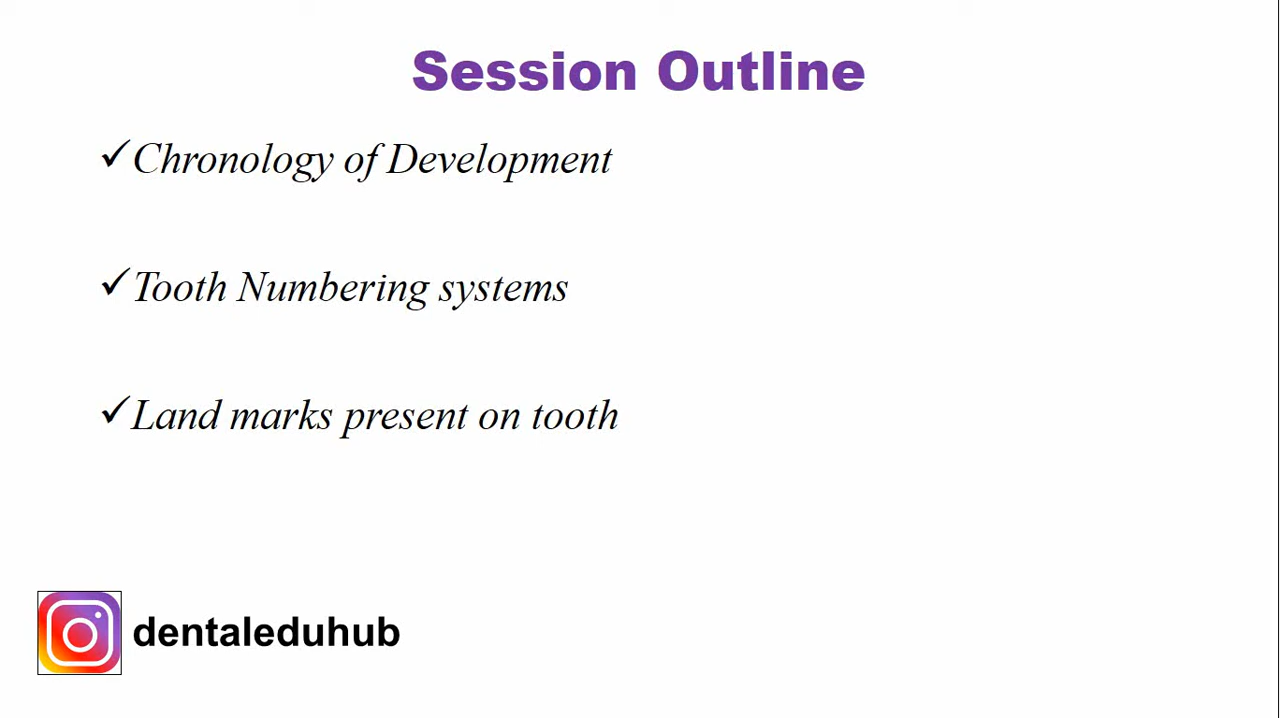 Session Outline
✓Chronology of Development
✓Tooth Numbering systems
✓Land marks present on tooth
dentaleduhub